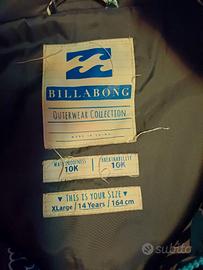 BILLABONG
OUTERWEAR COLLECTION
MADE IN CHINA
WATERPROOFNESS
10K
BREATHABILITY
10K
▼ THIS IS YOUR SIZE ▼
XLarge / 14 Years / 164 cm
subito